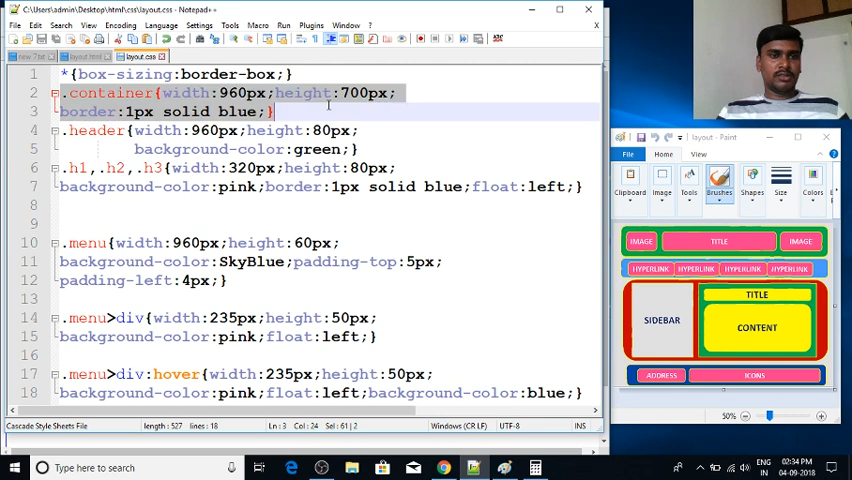 C:\Users\admin\Desktop\html\layout.css - Notepad++
File Edit Search View Encoding Language Settings Tools Macro Run Plugins Window ?
X
new 7.txt layout.html layout.css
1 *{box-sizing:border-box;}
2 .container{width:960px;height:700px;
3 border:1px solid blue;}
4 .header{width:960px;height:80px;
5 background-color:green;}
6 .h1,.h2,.h3{width:320px;height:80px;
7 background-color:pink;border:1px solid blue;float:left;}
8
9
10 .menu{width:960px;height:60px;
11 background-color:SkyBlue;padding-top:5px;
12 padding-left:4px;}
13
14 .menu>div{width:235px;height:50px;
15 background-color:pink;float:left;}
16
17 .menu>div:hover{width:235px;height:50px;
18 background-color:pink;float:left;background-color:blue;}
Cascade Style Sheets File length : 527 lines : 18 Ln : 3 Col : 24 Sel : 61 | 2 Windows (CR LF) UTF-8 INS
layout - Paint
File Home View
Clipboard Image Tools Brushes Shapes Size Colors
IMAGE TITLE IMAGE
HYPERLINK HYPERLINK HYPERLINK HYPERLINK
TITLE
SIDEBAR
CONTENT
ADDRESS ICONS
50%
Type here to search
ENG
IN
02:34 PM
04-09-2018